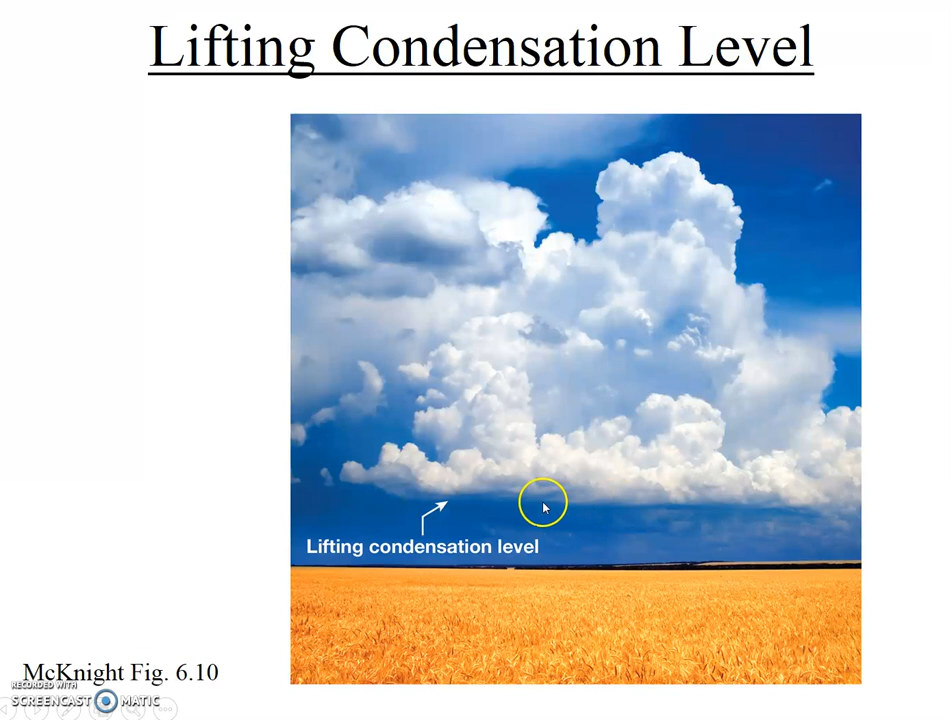 Lifting Condensation Level
Lifting condensation level
McKnight Fig. 6.10
RECORDED WITH
SCREENCAST MATIC